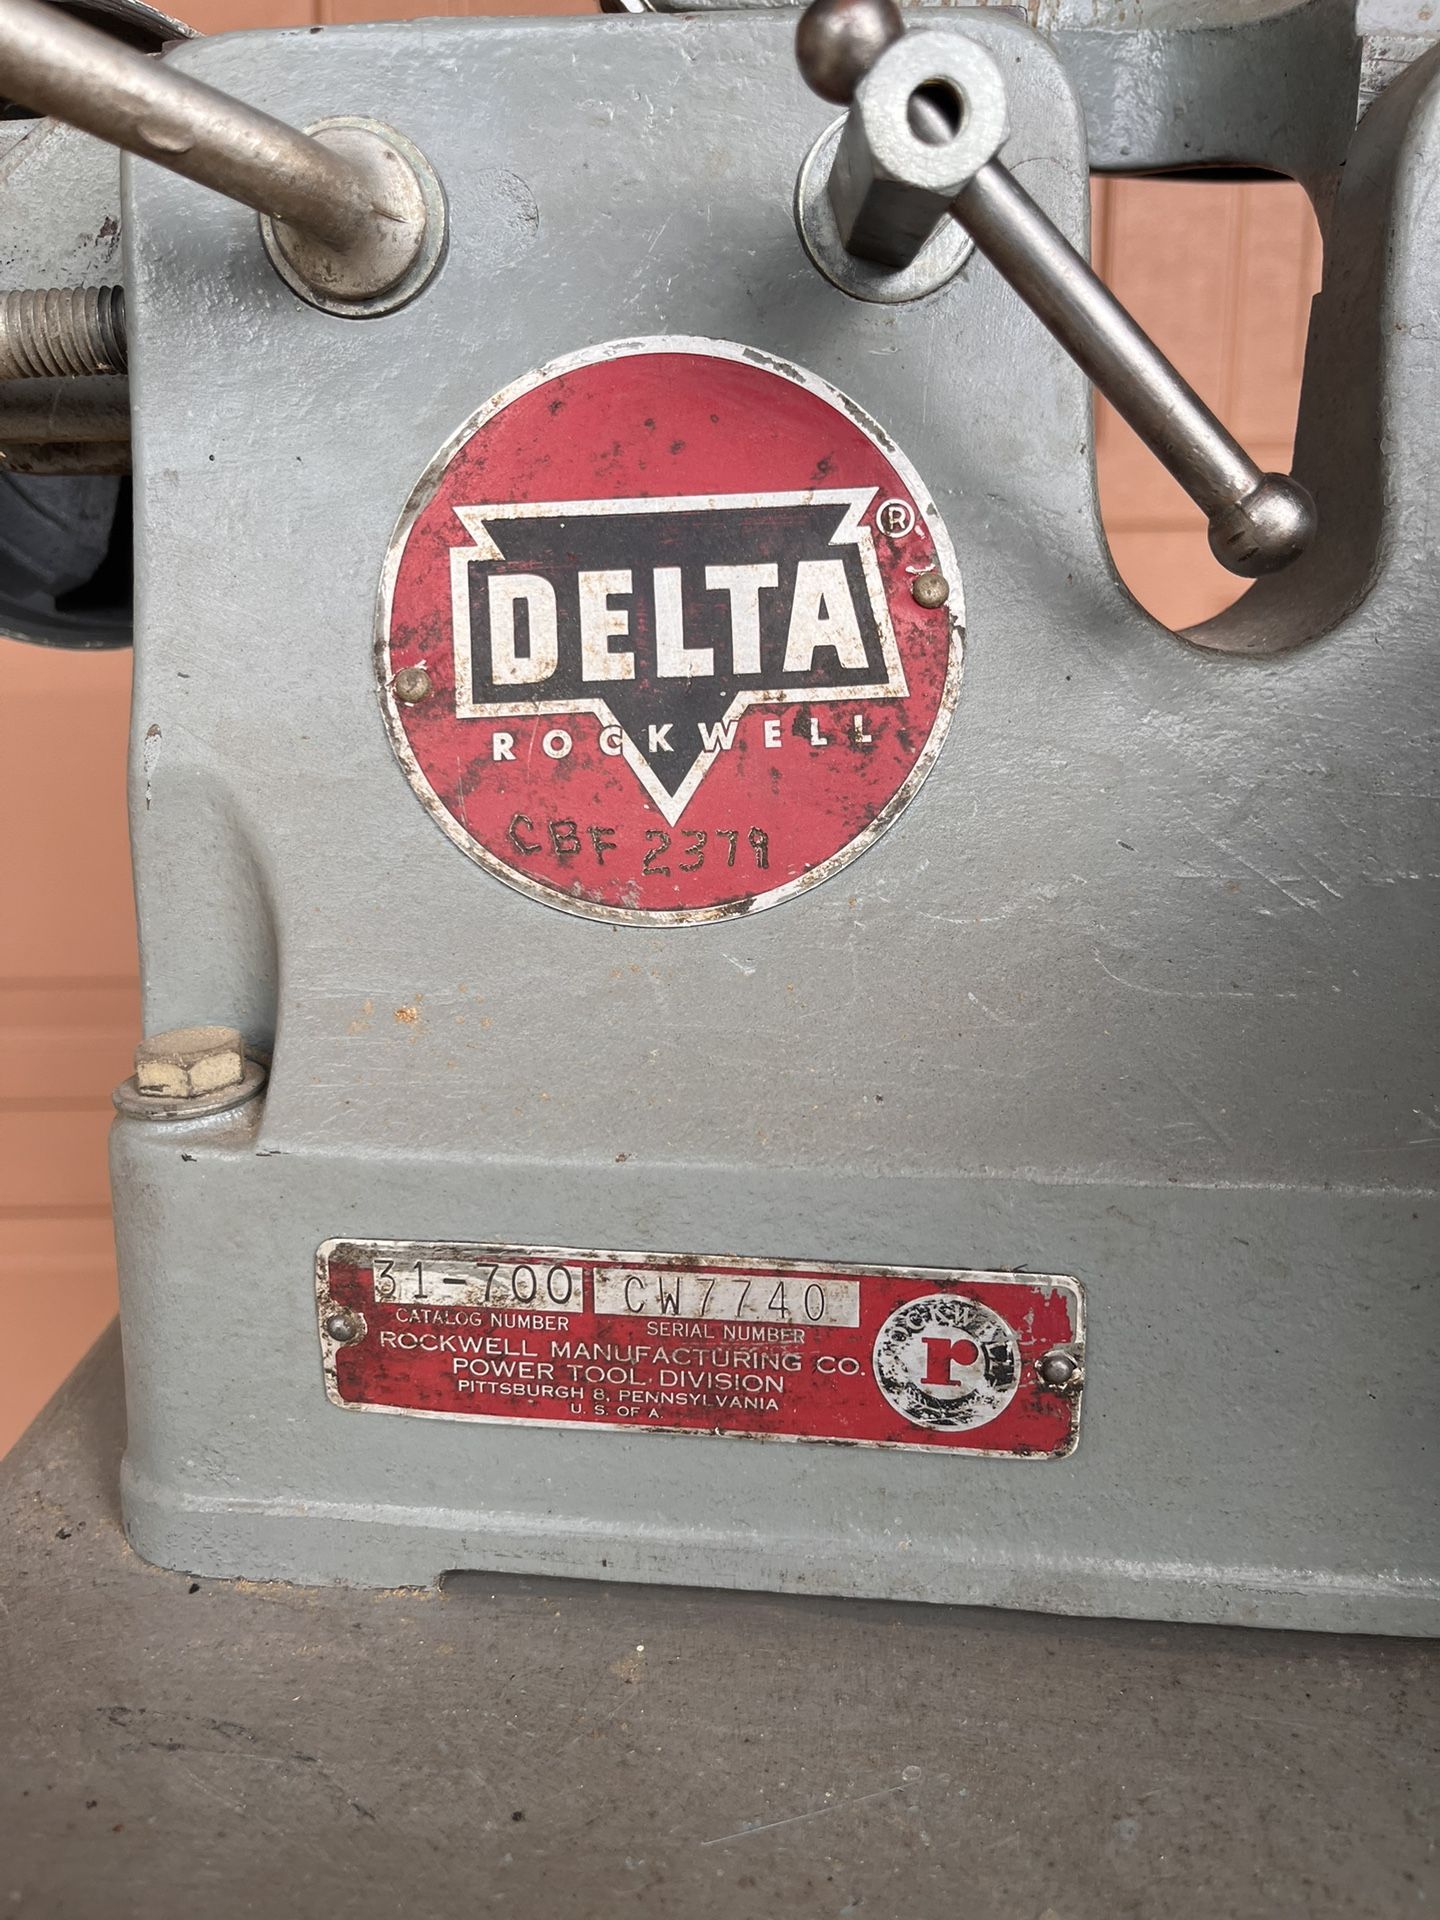 ®
DELTA
ROCKWELL
CBF 2379
31-700 CW7740
CATALOG NUMBER SERIAL NUMBER
ROCKWELL MANUFACTURING CO.
POWER TOOL DIVISION
PITTSBURGH 8, PENNSYLVANIA
U. S. OF A.
ROCKWELL
r